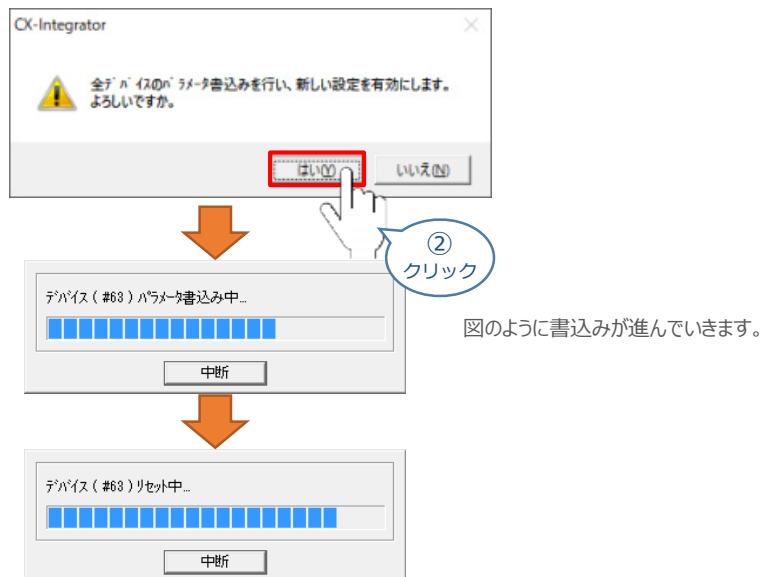 CX-Integrator
全ﾃﾞﾊﾞｲｽのﾊﾟﾗﾒｰﾀ書込みを行い、新しい設定を有効にします。
よろしいですか。
はい(Y)
いいえ(N)
②
クリック
ﾃﾞﾊﾞｲｽ ( #63 ) ﾊﾟﾗﾒｰﾀ書込み中...
図のように書込みが進んでいきます。
中断
ﾃﾞﾊﾞｲｽ ( #63 ) ﾘｾｯﾄ中...
中断